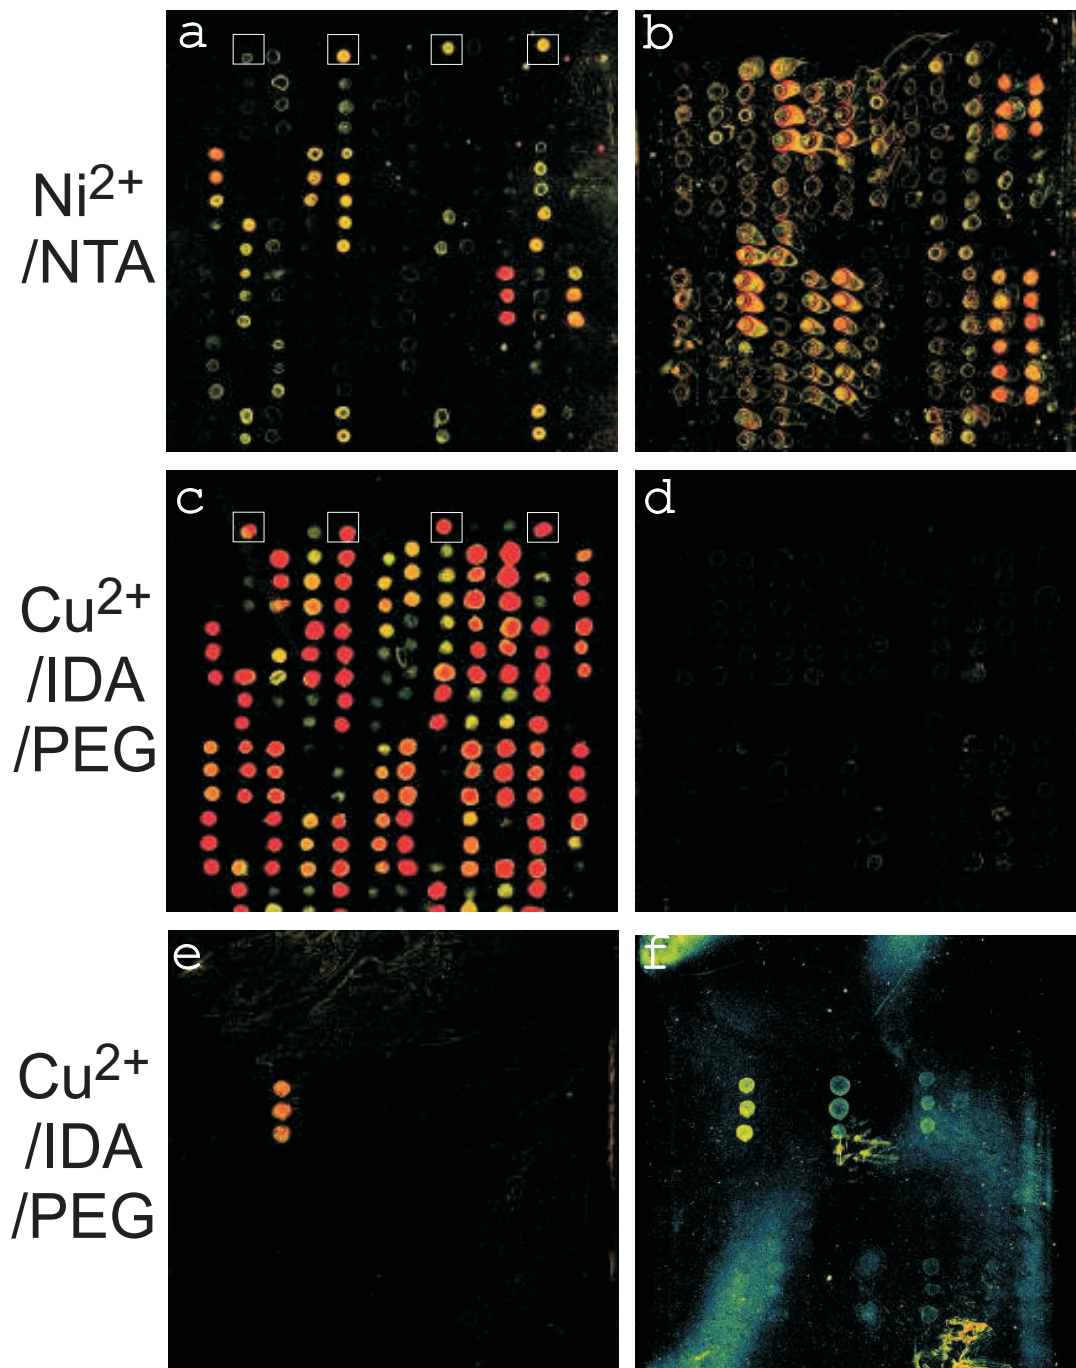 a
b
Ni2+
/NTA
c
d
Cu2+
/IDA
/PEG
e
f
Cu2+
/IDA
/PEG